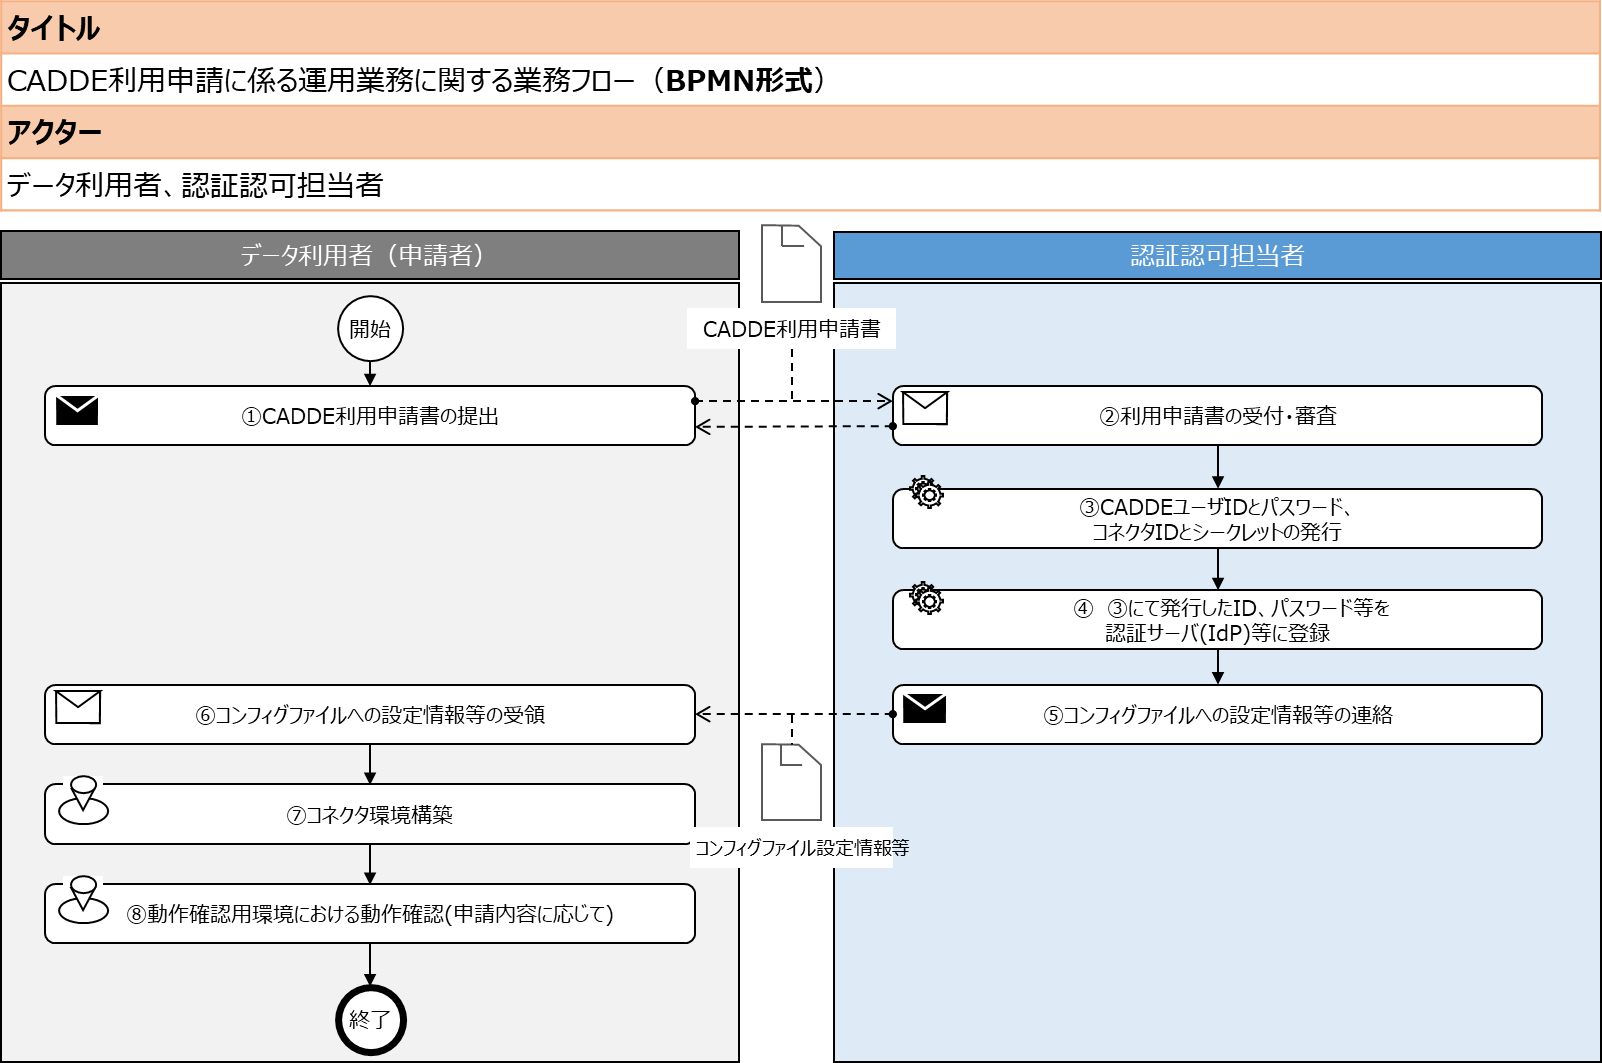 タイトル
CADDE利用申請に係る運用業務に関する業務フロー（BPMN形式）
アクター
データ利用者、認証認可担当者
データ利用者（申請者）
認証認可担当者
開始
CADDE利用申請書
①CADDE利用申請書の提出
②利用申請書の受付・審査
③CADDEユーザIDとパスワード、
コネクタIDとシークレットの発行
④　③にて発行したID、パスワード等を
認証サーバ(IdP)等に登録
⑥コンフィグファイルへの設定情報等の受領
⑤コンフィグファイルへの設定情報等の連絡
⑦コネクタ環境構築
コンフィグファイル設定情報等
⑧動作確認用環境における動作確認(申請内容に応じて)
終了